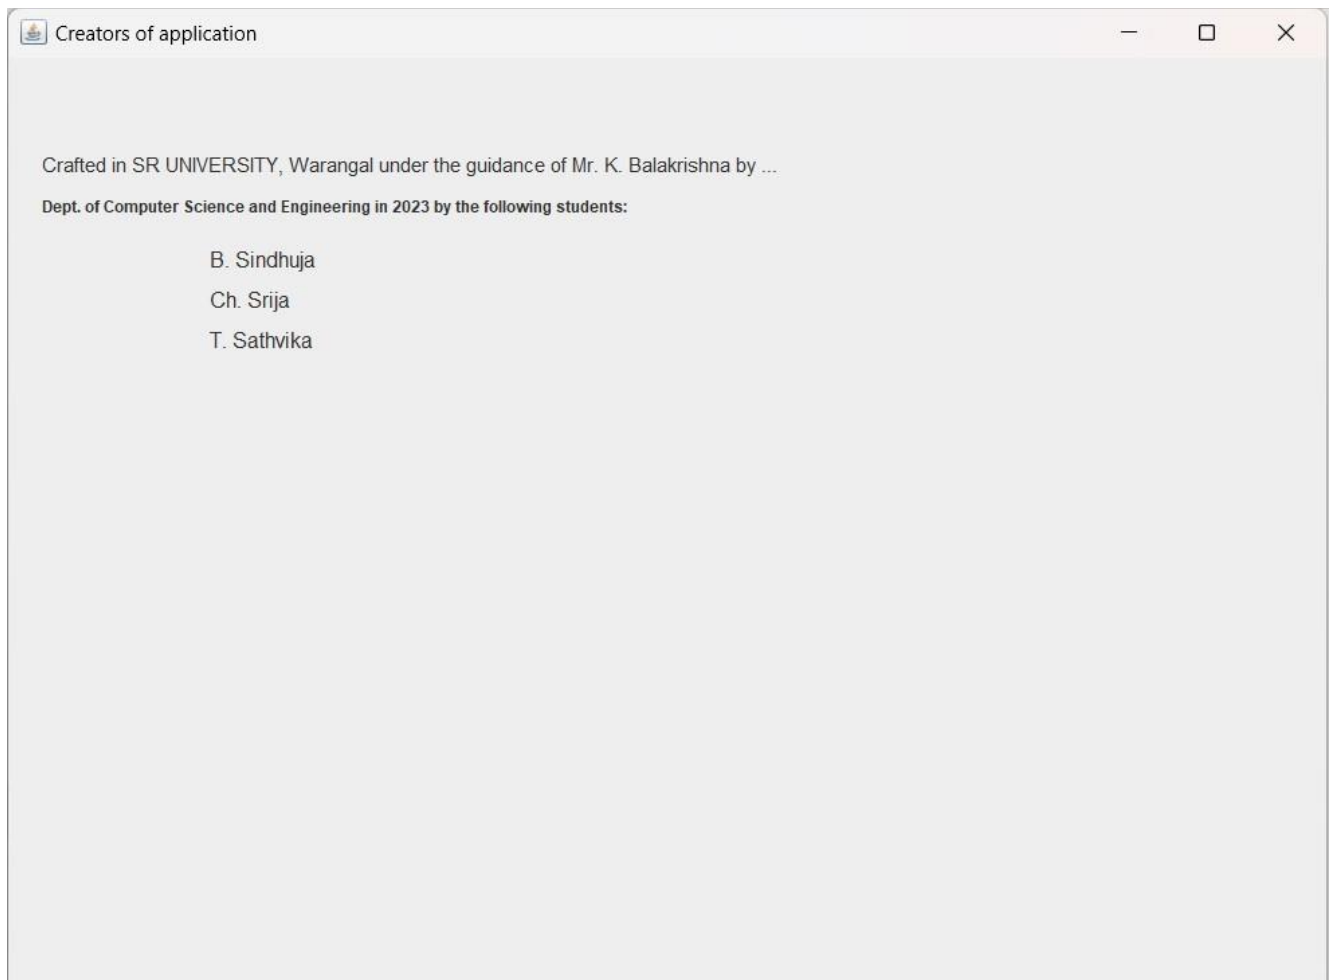 Creators of application
Crafted in SR UNIVERSITY, Warangal under the guidance of Mr. K. Balakrishna by ...
Dept. of Computer Science and Engineering in 2023 by the following students:
B. Sindhuja
Ch. Srija
T. Sathvika